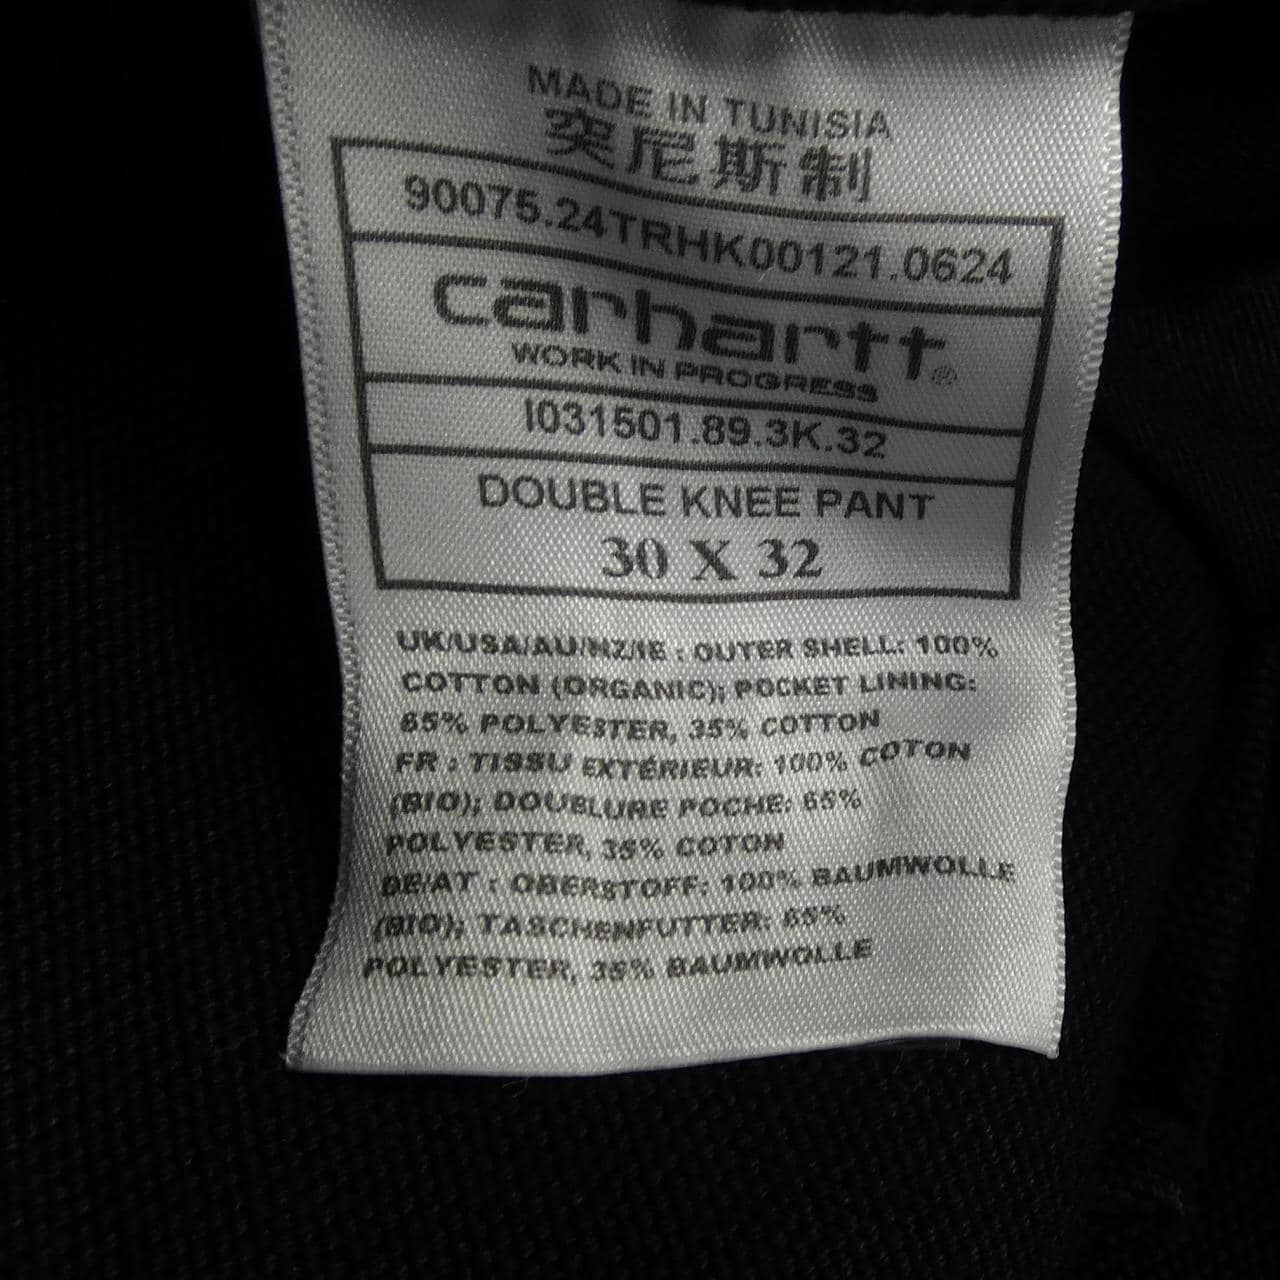 MADE IN TUNISIA
突尼斯制
90075.24TRHK00121.0624
carhartt®
WORK IN PROGRESS
I031501.89.3K.32
DOUBLE KNEE PANT
30 X 32
UK/USA/AU/NZ/IE : OUTER SHELL: 100%
COTTON (ORGANIC); POCKET LINING:
65% POLYESTER, 35% COTTON
FR : TISSU EXTÉRIEUR: 100% COTON
(BIO); DOUBLURE POCHE: 65%
POLYESTER, 35% COTON
DE/AT : OBERSTOFF: 100% BAUMWOLLE
(BIO); TASCHENFUTTER: 65%
POLYESTER, 35% BAUMWOLLE